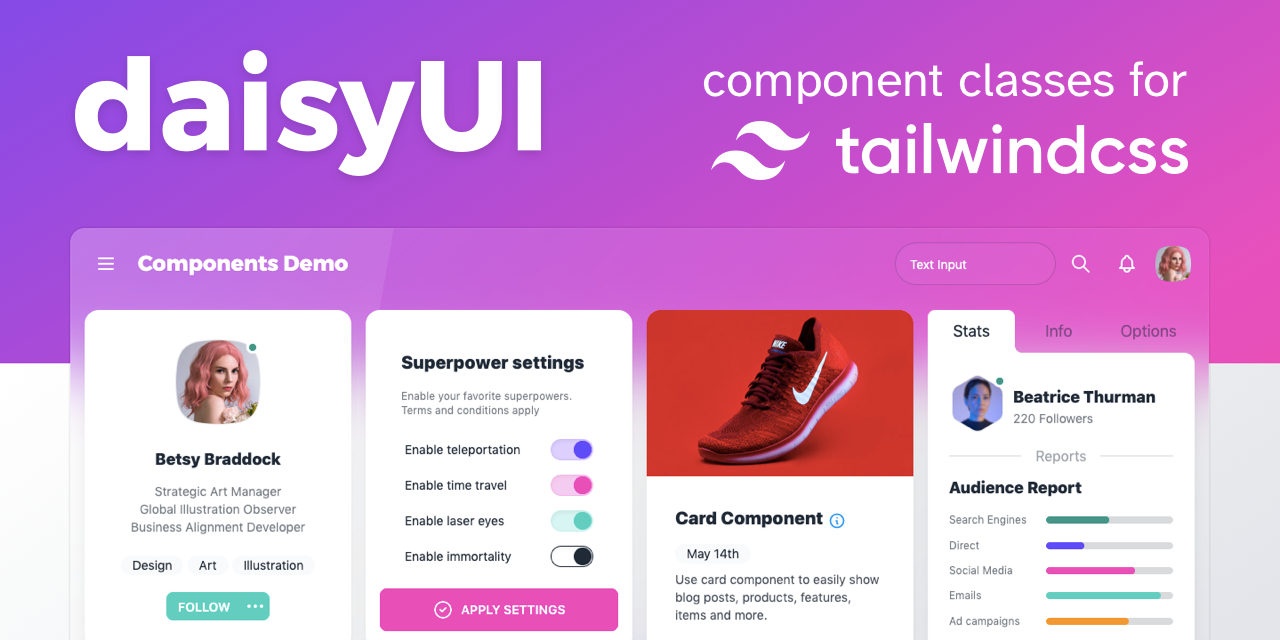 daisyUI
component classes for
tailwindcss
Components Demo
Text Input
Betsy Braddock
Strategic Art Manager
Global Illustration Observer
Business Alignment Developer
Design Art Illustration
FOLLOW
Superpower settings
Enable your favorite superpowers.
Terms and conditions apply
Enable teleportation
Enable time travel
Enable laser eyes
Enable immortality
APPLY SETTINGS
NIKE
Card Component
May 14th
Use card component to easily show
blog posts, products, features,
items and more.
Stats Info Options
Beatrice Thurman
220 Followers
Reports
Audience Report
Search Engines
Direct
Social Media
Emails
Ad campaigns